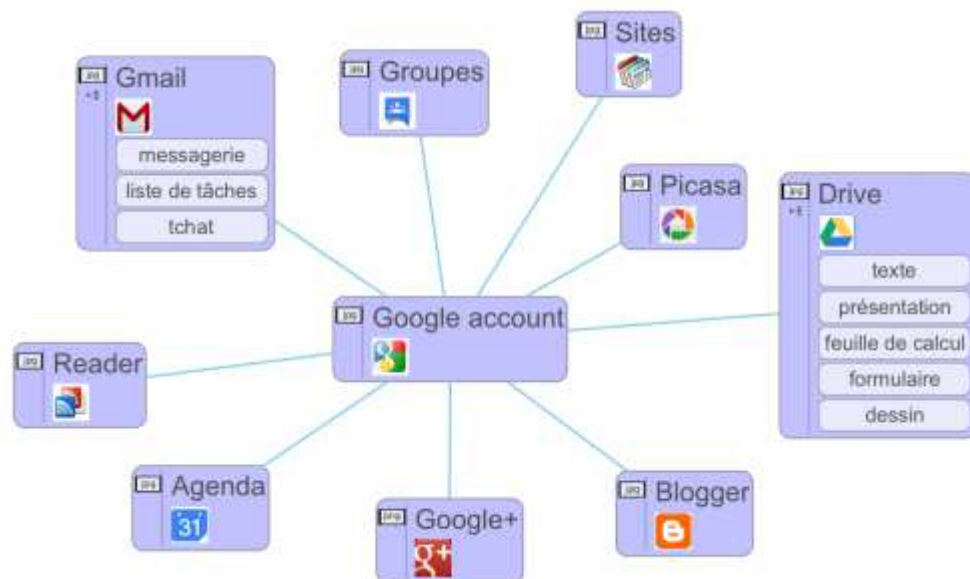 Sites
Groupes
Gmail
messagerie
liste de tâches
tchat
Picasa
Drive
texte
présentation
feuille de calcul
formulaire
dessin
Google account
Reader
Agenda
31
Google+
g+
Blogger